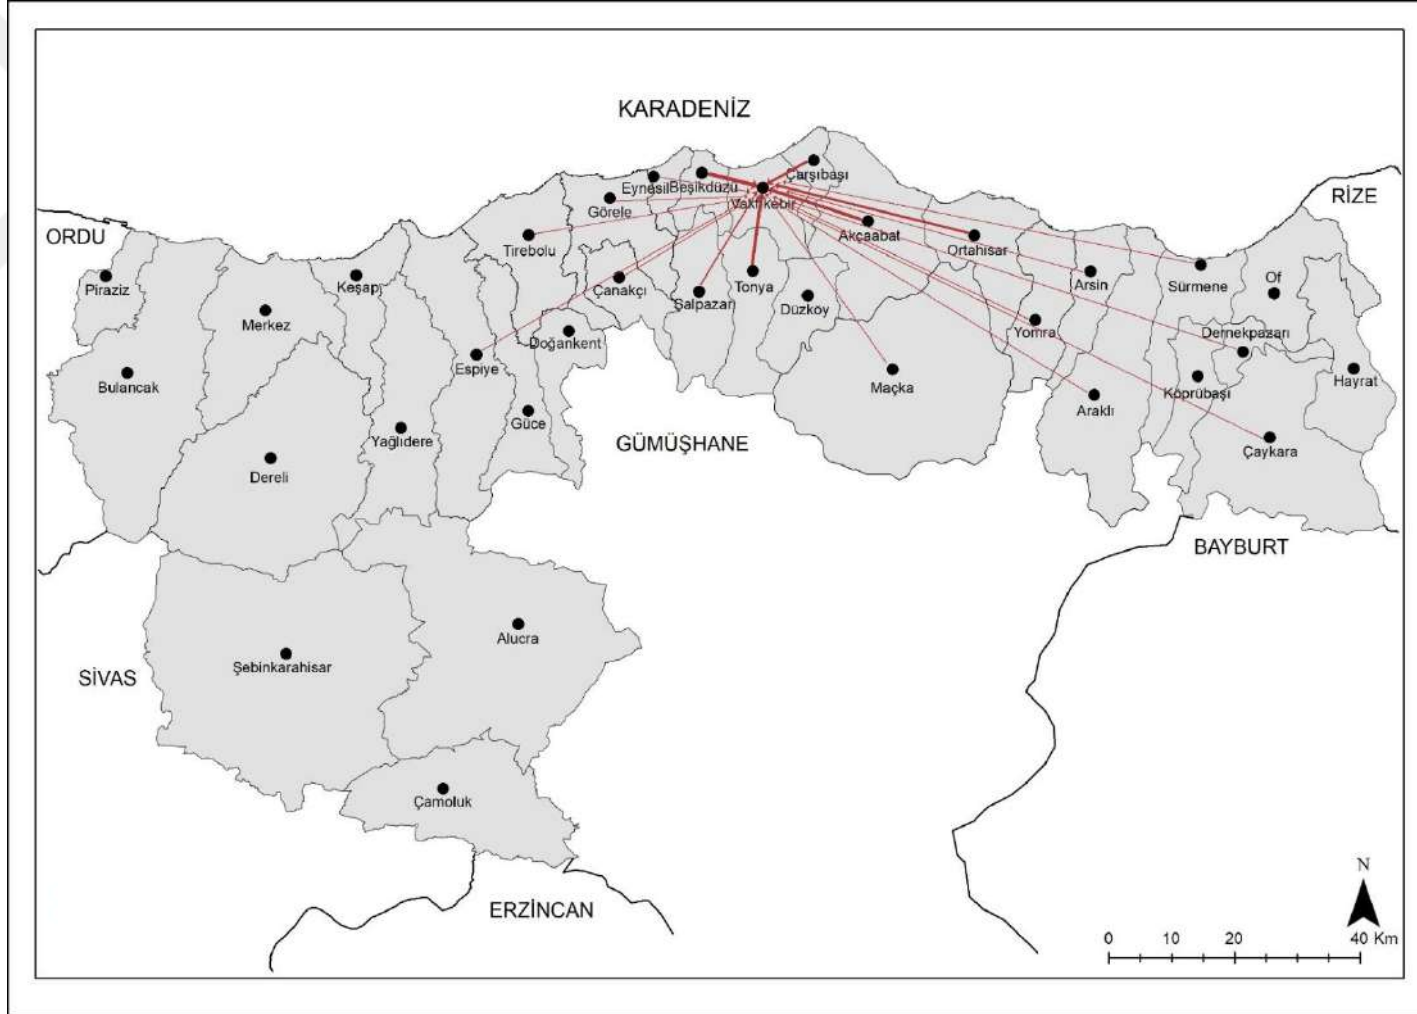 KARADENİZ
RİZE
ORDU
Çarşıbaşı
Eynesil
Beşikdüzü
Vakfıkebir
Görele
Akçaabat
Ortahisar
Tirebolu
Piraziz
Keşap
Çanakçı
Şalpazarı
Tonya
Düzköy
Arsin
Sürmene
Of
Merkez
Doğankent
Yomra
Dernekpazarı
Bulancak
Espiye
Maçka
Araklı
Köprübaşı
Hayrat
Yağlıdere
Güce
GÜMÜŞHANE
Çaykara
Dereli
BAYBURT
Alucra
Şebinkarahisar
SİVAS
Çamoluk
ERZİNCAN
N
0 10 20 40 Km